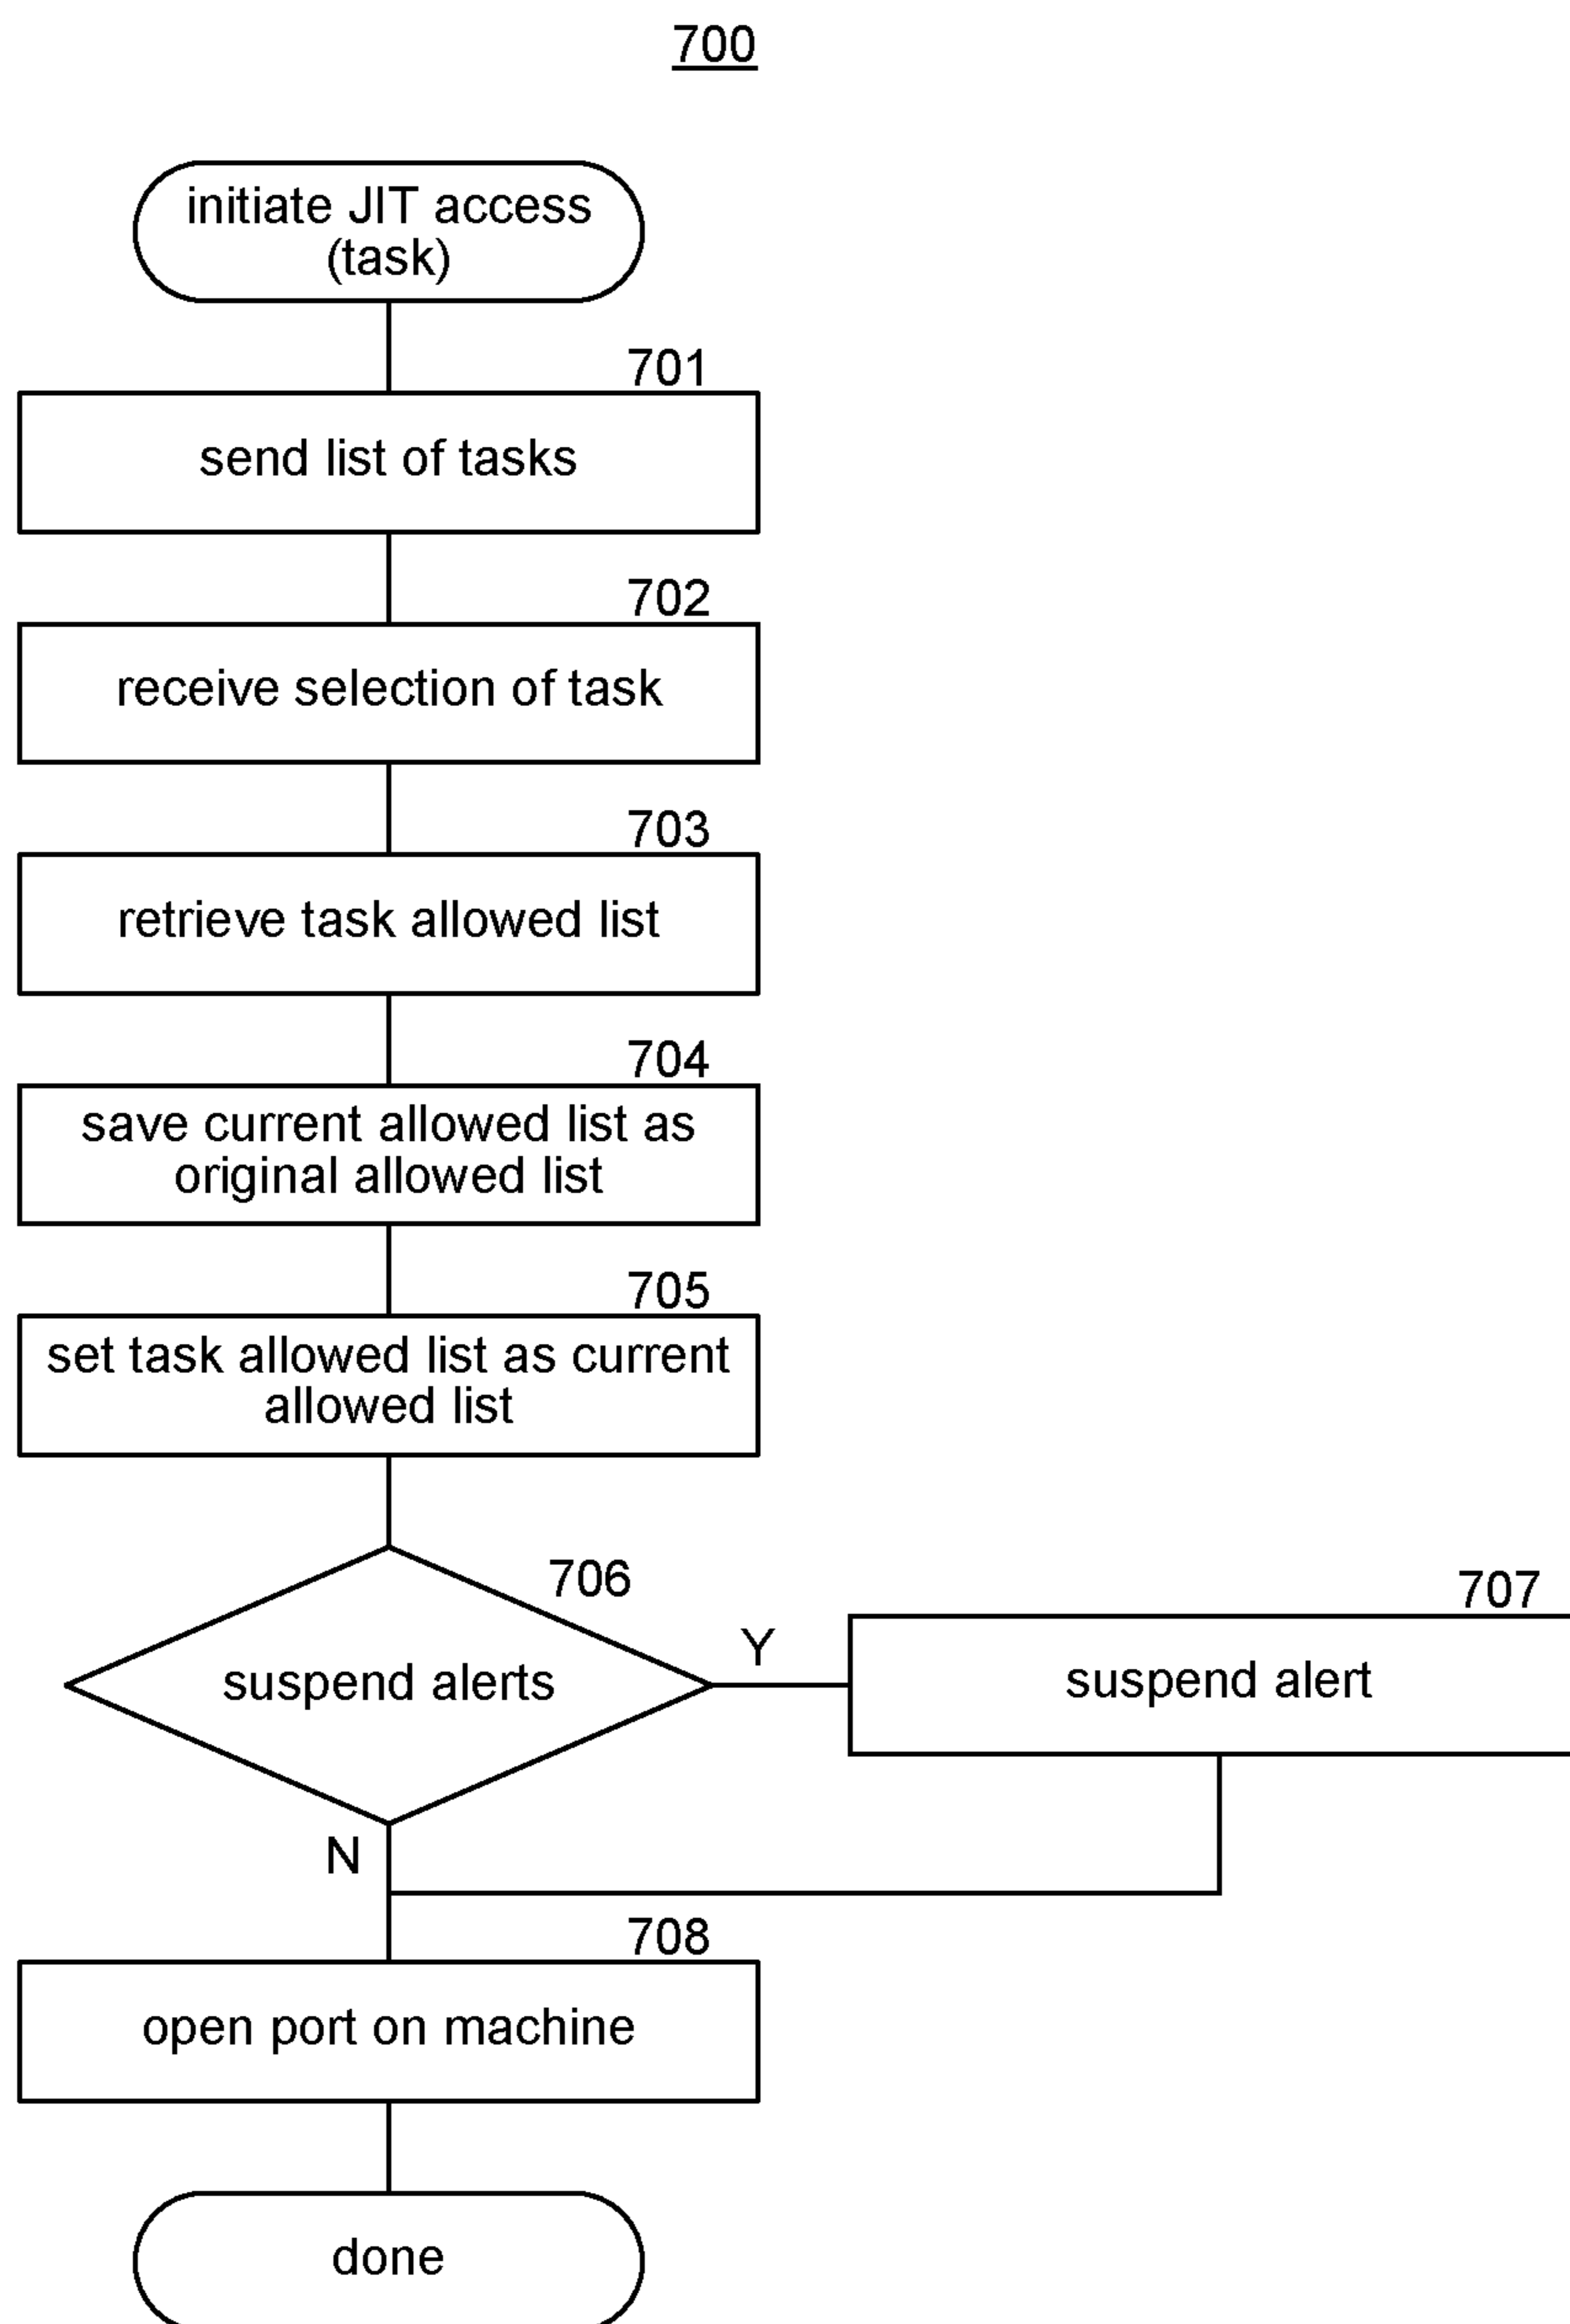 700
initiate JIT access
(task)
701
send list of tasks
702
receive selection of task
703
retrieve task allowed list
704
save current allowed list as
original allowed list
705
set task allowed list as current
allowed list
706
suspend alerts
Y
707
suspend alert
N
708
open port on machine
done